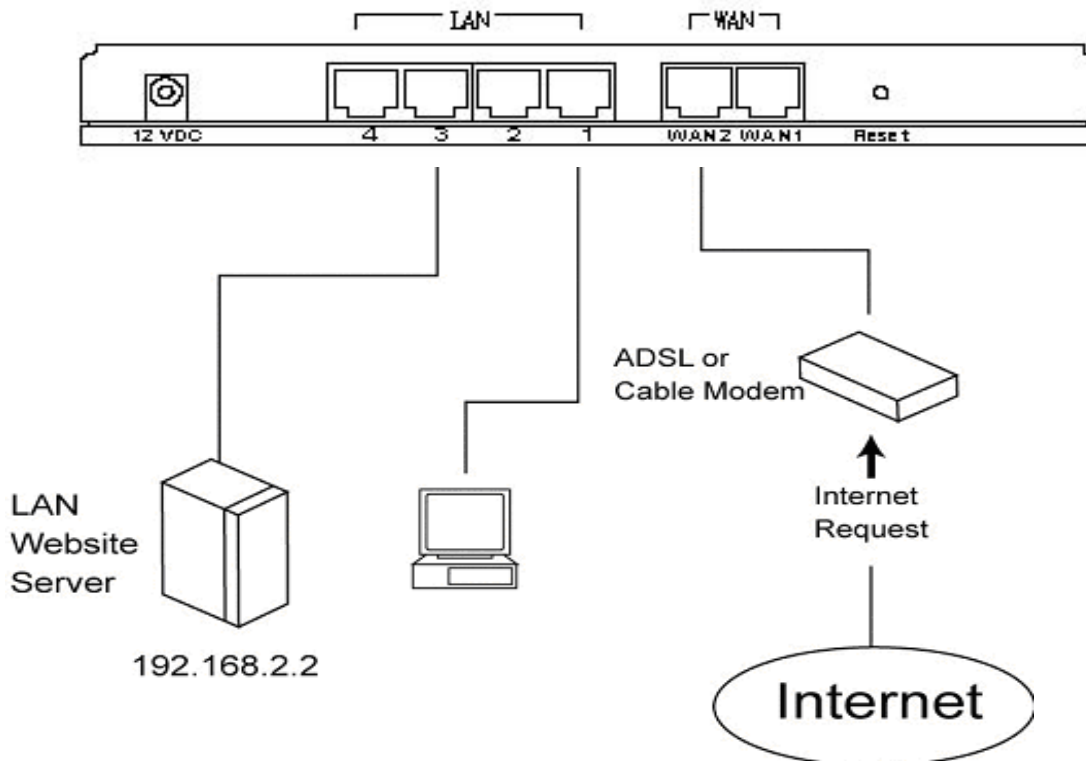 LAN
WAN
12 VDC
4
3
2
1
WAN2
WAN1
Reset
ADSL or
Cable Modem
Internet
Request
LAN
Website
Server
192.168.2.2
Internet